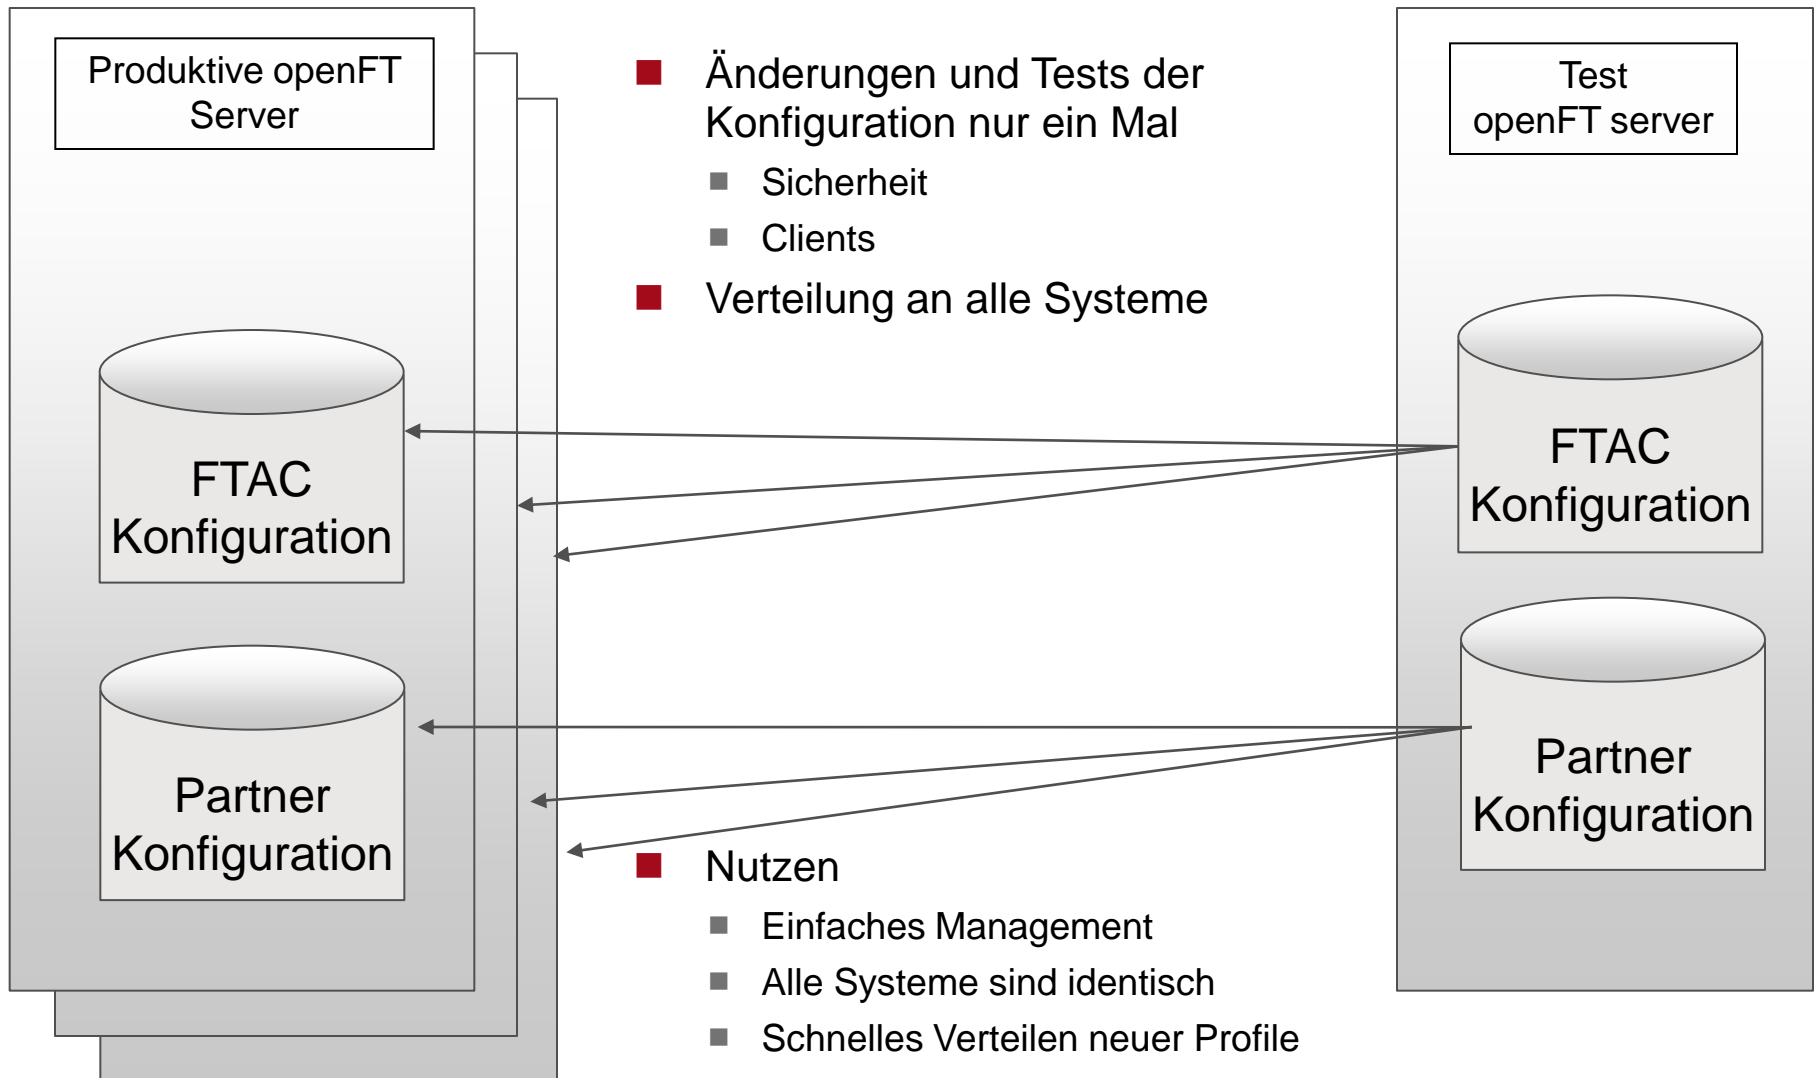 Produktive openFT
Server
FTAC
Konfiguration
Partner
Konfiguration
Änderungen und Tests der
Konfiguration nur ein Mal
Sicherheit
Clients
Verteilung an alle Systeme
Nutzen
Einfaches Management
Alle Systeme sind identisch
Schnelles Verteilen neuer Profile
Test
openFT server
FTAC
Konfiguration
Partner
Konfiguration